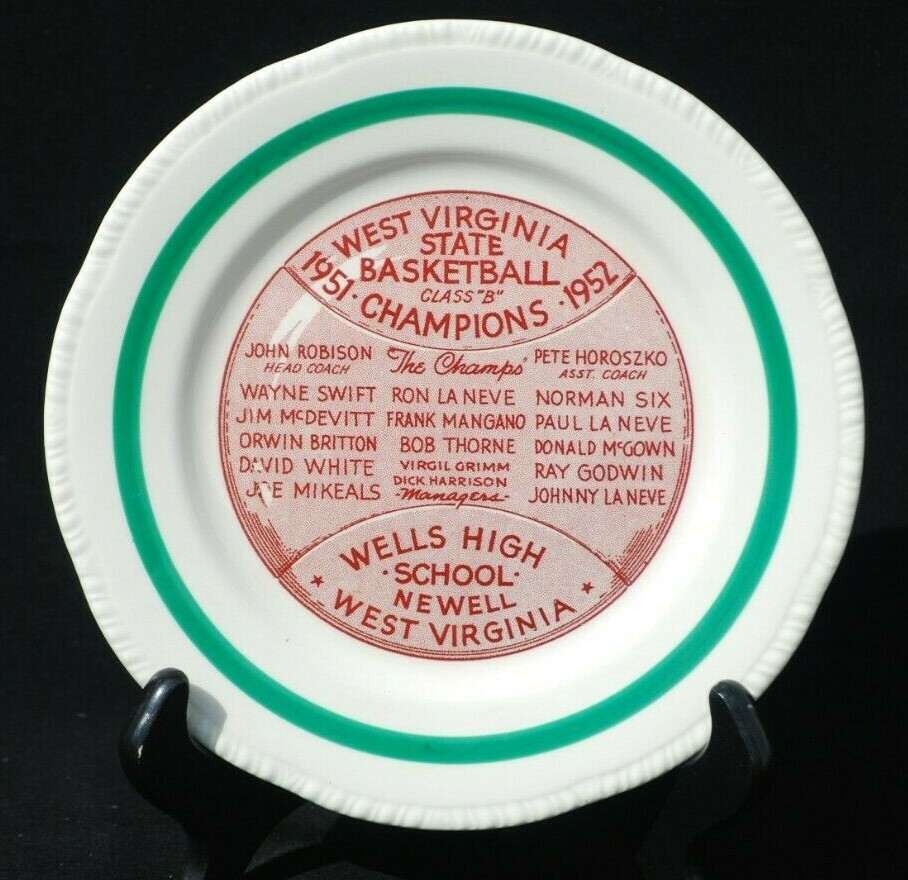 WEST VIRGINIA
STATE
BASKETBALL
CLASS "B"
1951 · CHAMPIONS · 1952
JOHN ROBISON "The Champs" PETE HOROSZKO
HEAD COACH ASST. COACH
WAYNE SWIFT RON LA NEVE NORMAN SIX
JIM McDEVITT FRANK MANGANO PAUL LA NEVE
ORWIN BRITTON BOB THORNE DONALD McGOWN
DAVID WHITE VIRGIL GRIMM RAY GODWIN
DICK HARRISON
JOE MIKEALS -Managers- JOHNNY LA NEVE
WELLS HIGH
· SCHOOL ·
NEWELL
★ WEST VIRGINIA ★